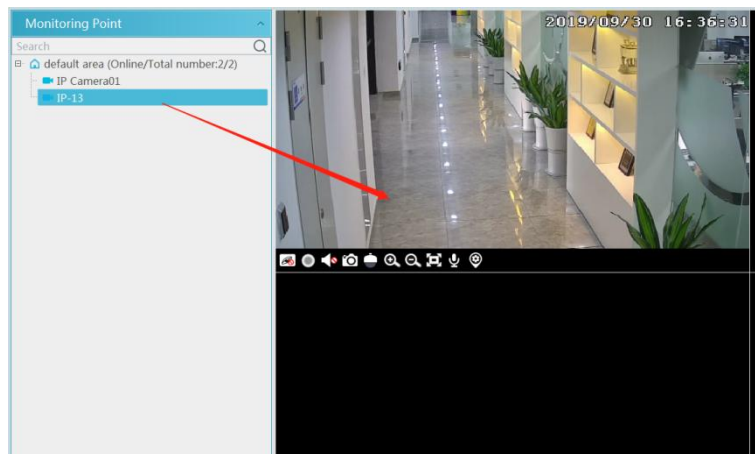 Monitoring Point
2019/09/30 16:36:31
Search
default area (Online/Total number:2/2)
IP Camera01
IP-13